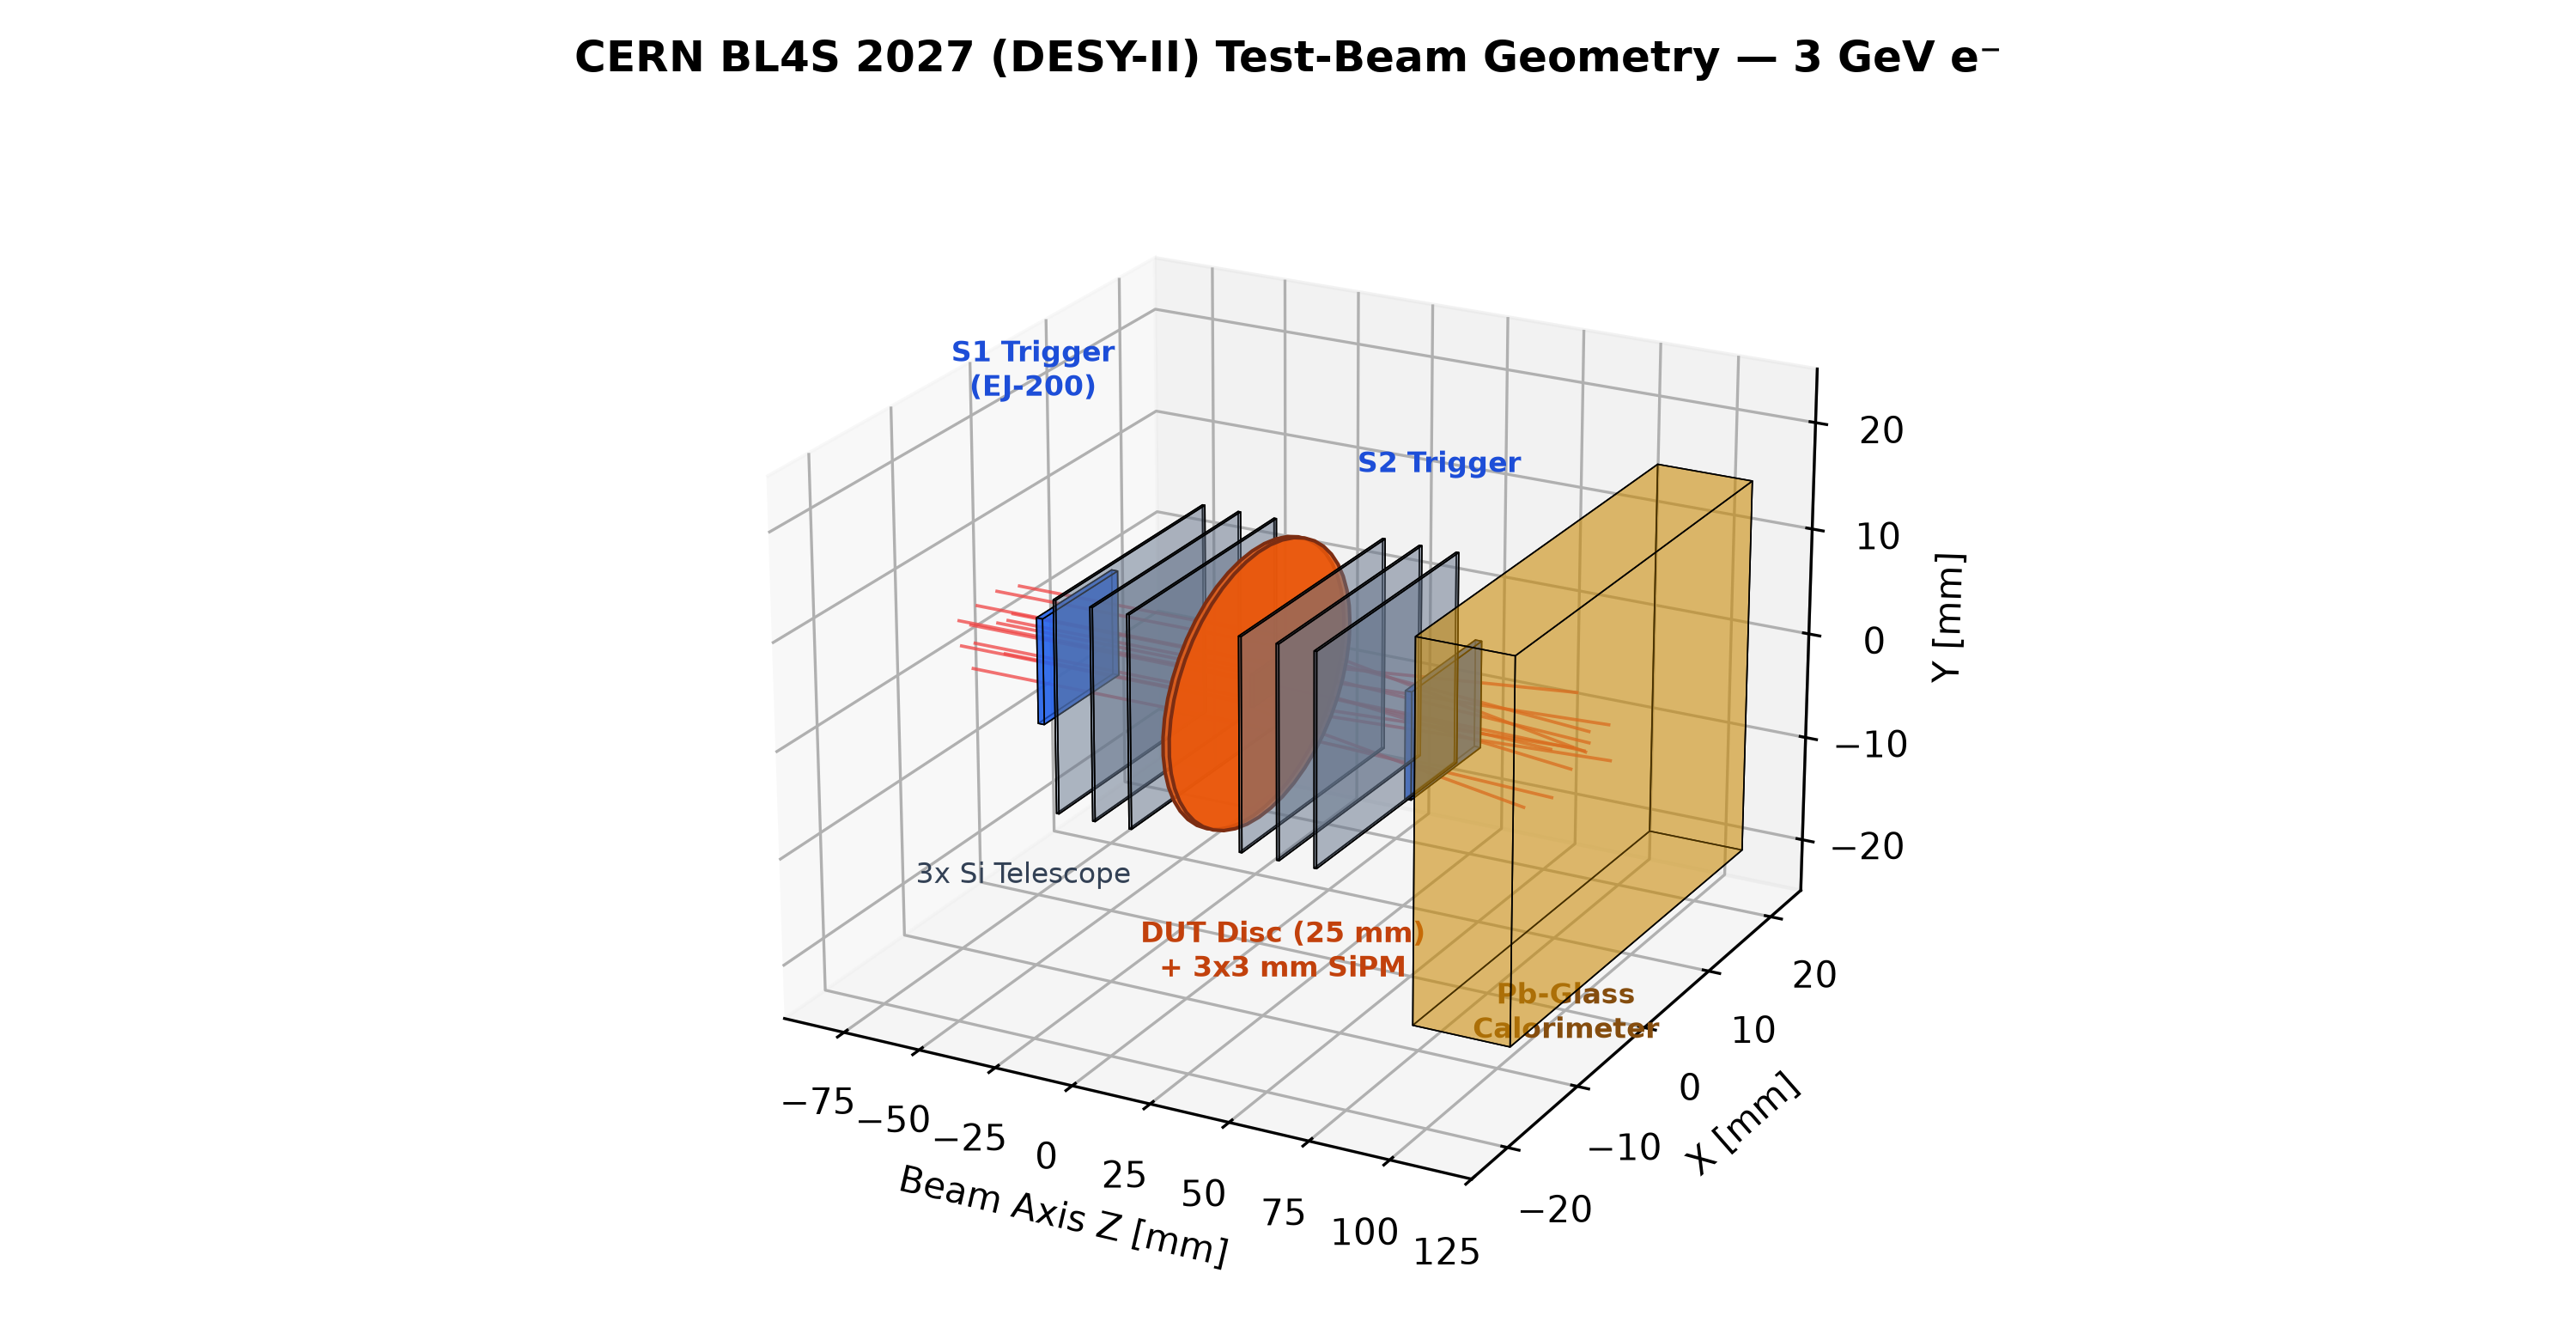 CERN BL4S 2027 (DESY-II) Test-Beam Geometry — 3 GeV e⁻
S1 Trigger
(EJ-200)
S2 Trigger
3x Si Telescope
DUT Disc (25 mm)
+ 3x3 mm SiPM
Pb-Glass
Calorimeter
20
10
0
−10
−20
Y [mm]
20
10
0
−10
−20
X [mm]
−75
−50
−25
0
25
50
75
100
125
Beam Axis Z [mm]